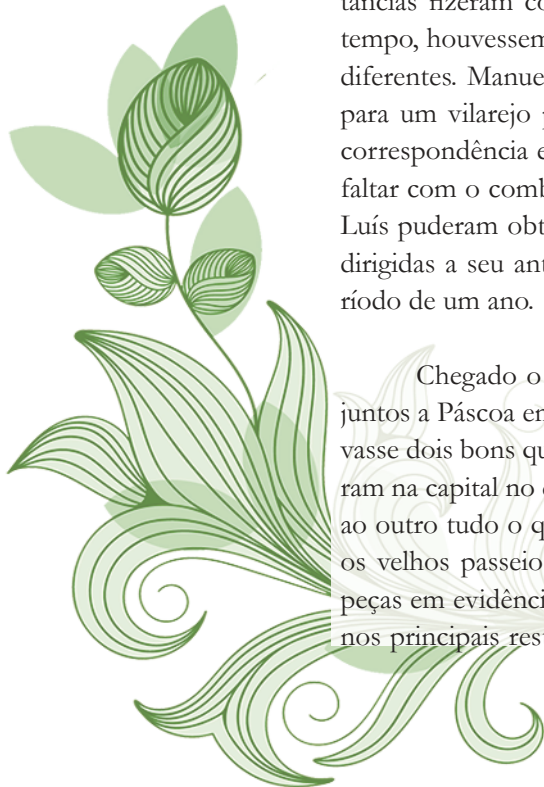 tâncias fizeram co
tempo, houvessem
diferentes. Manue
para um vilarejo
correspondência e
faltar com o comb
Luís puderam obt
dirigidas a seu ant
ríodo de um ano.
Chegado o
juntos a Páscoa en
vasse dois bons qu
ram na capital no
ao outro tudo o q
os velhos passeio
peças em evidênci
nos principais rest